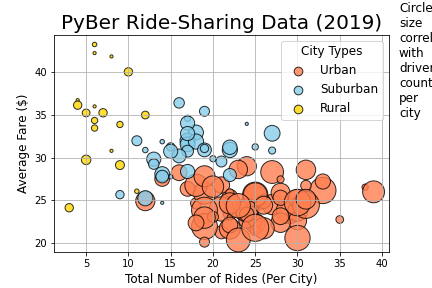 PyBer Ride-Sharing Data (2019)
Circle
size
correl
with
driver
count
per
city
City Types
Urban
Suburban
Rural
Average Fare ($)
40
35
30
25
20
5
10
15
20
25
30
35
40
Total Number of Rides (Per City)